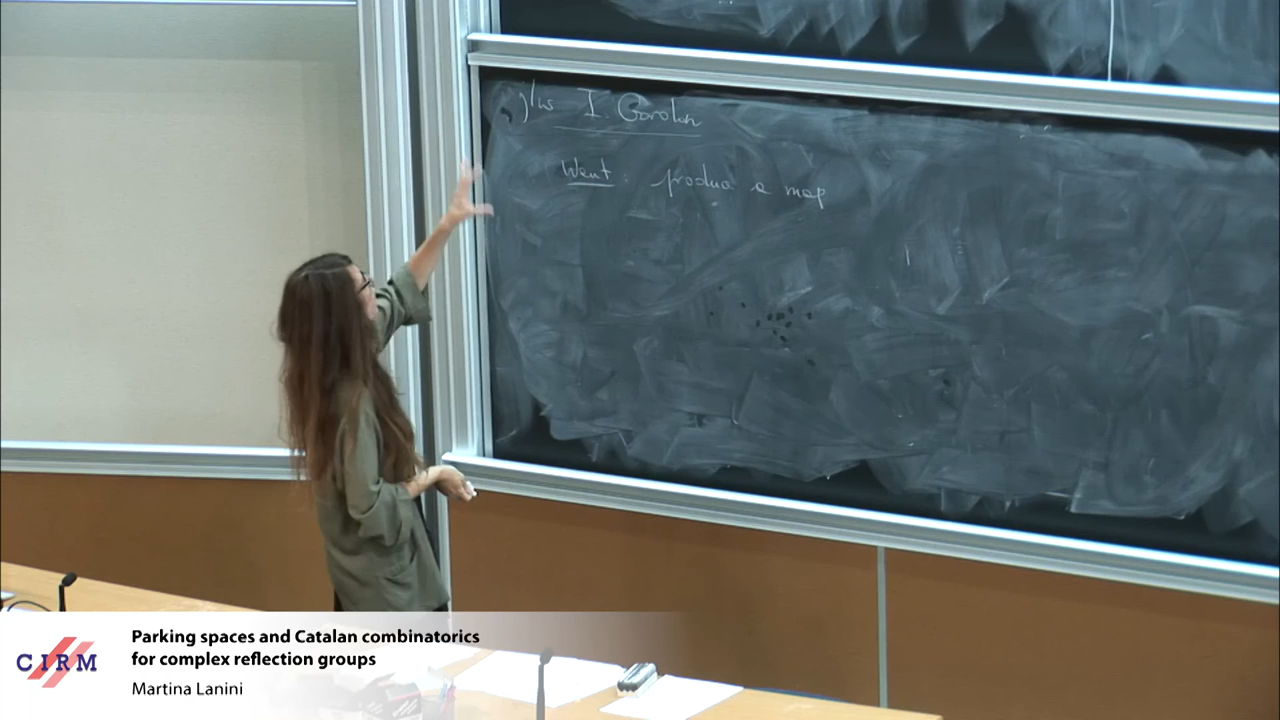 j/w I. Gordon
Want: produce a map
CIRM
Parking spaces and Catalan combinatorics
for complex reflection groups
Martina Lanini